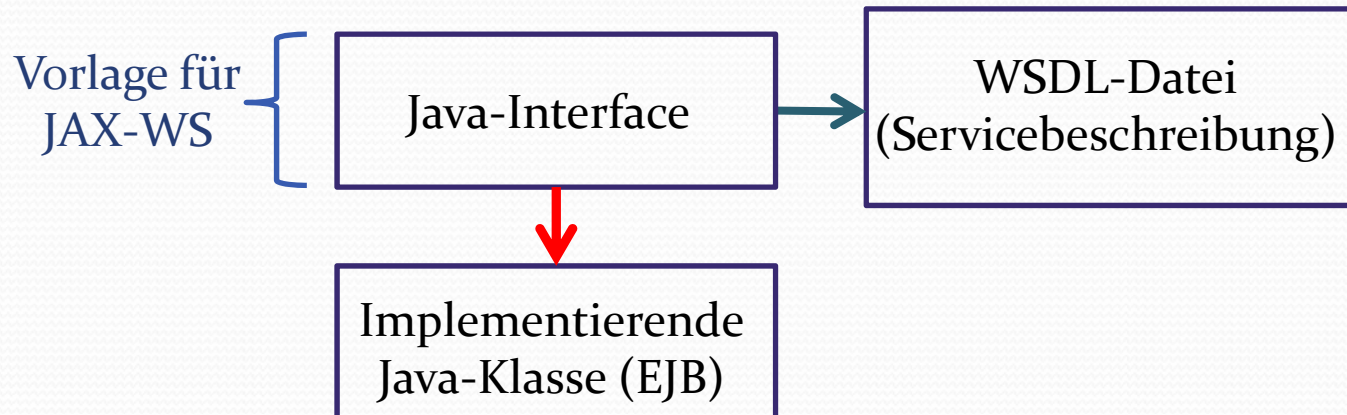 Vorlage für
JAX-WS
Java-Interface
WSDL-Datei
(Servicebeschreibung)
Implementierende
Java-Klasse (EJB)